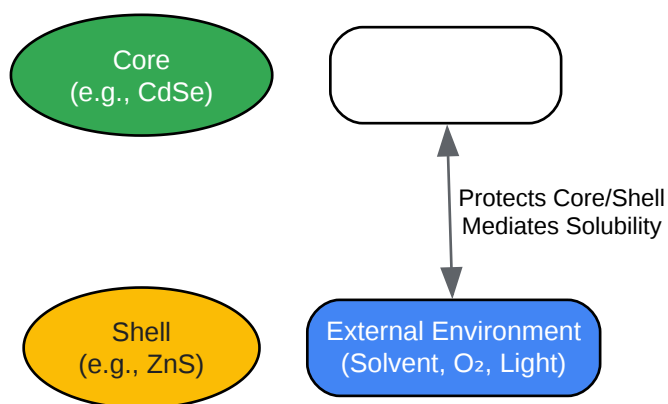 Core
(e.g., CdSe)
Protects Core/Shell
Mediates Solubility
Shell
(e.g., ZnS)
External Environment
(Solvent, O₂, Light)